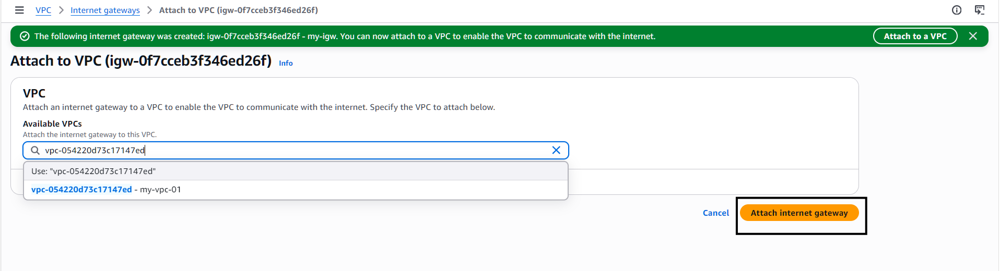 VPC > Internet gateways > Attach to VPC (igw-0f7cceb3f346ed26f)
The following internet gateway was created: igw-0f7cceb3f346ed26f - my-igw. You can now attach to a VPC to enable the VPC to communicate with the internet. Attach to a VPC
Attach to VPC (igw-0f7cceb3f346ed26f) Info
VPC
Attach an internet gateway to a VPC to enable the VPC to communicate with the internet. Specify the VPC to attach below.
Available VPCs
Attach the internet gateway to this VPC.
vpc-054220d73c17147ed
Use: "vpc-054220d73c17147ed"
vpc-054220d73c17147ed - my-vpc-01
Cancel Attach internet gateway